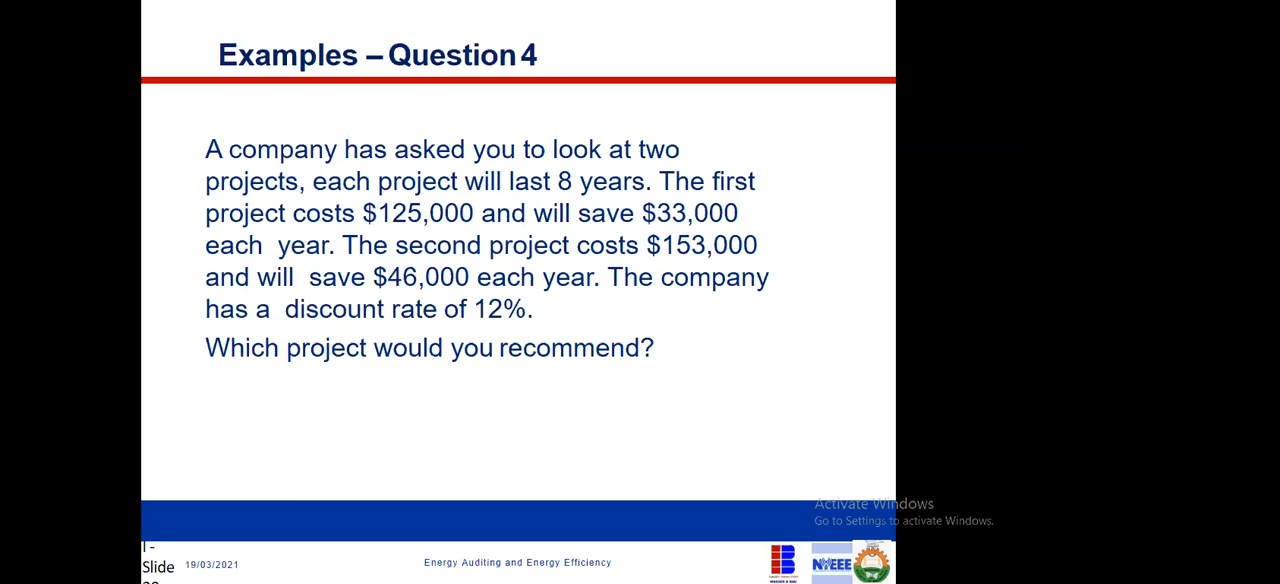 Examples – Question 4
A company has asked you to look at two
projects, each project will last 8 years. The first
project costs $125,000 and will save $33,000
each year. The second project costs $153,000
and will save $46,000 each year. The company
has a discount rate of 12%.
Which project would you recommend?
Activate Windows
Go to Settings to activate Windows.
Slide
19/03/2021
Energy Auditing and Energy Efficiency